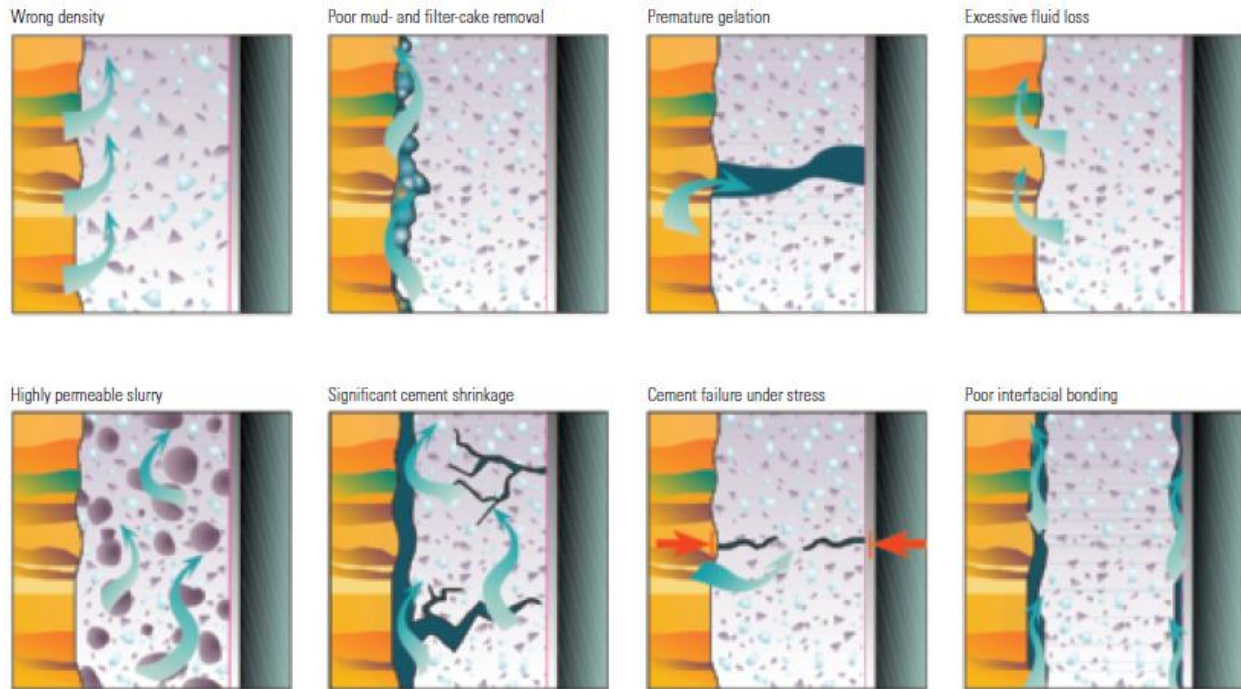 Wrong density
Poor mud- and filter-cake removal
Premature gelation
Excessive fluid loss
Highly permeable slurry
Significant cement shrinkage
Cement failure under stress
Poor interfacial bonding